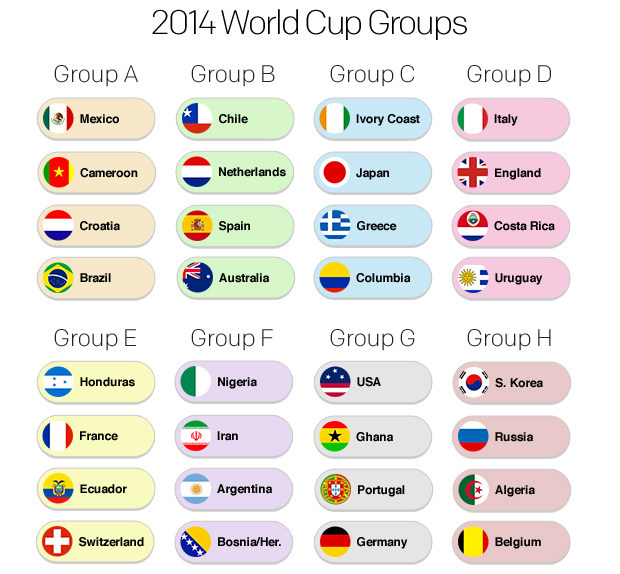 2014 World Cup Groups
Group A
Mexico
Cameroon
Croatia
Brazil
Group B
Chile
Netherlands
Spain
Australia
Group C
Ivory Coast
Japan
Greece
Columbia
Group D
Italy
England
Costa Rica
Uruguay
Group E
Honduras
France
Ecuador
Switzerland
Group F
Nigeria
Iran
Argentina
Bosnia/Her.
Group G
USA
Ghana
Portugal
Germany
Group H
S. Korea
Russia
Algeria
Belgium